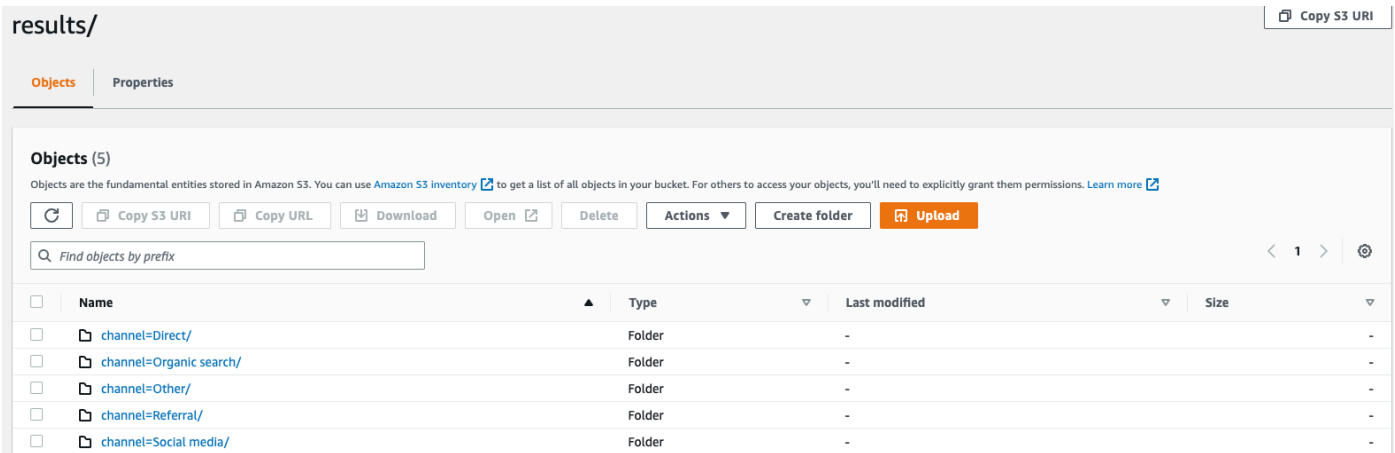 results/
Copy S3 URI
Objects
Properties
Objects (5)
Objects are the fundamental entities stored in Amazon S3. You can use Amazon S3 inventory to get a list of all objects in your bucket. For others to access your objects, you'll need to explicitly grant them permissions. Learn more
Copy S3 URI Copy URL Download Open Delete Actions Create folder Upload
Find objects by prefix
1
Name Type Last modified Size
channel=Direct/ Folder - -
channel=Organic search/ Folder - -
channel=Other/ Folder - -
channel=Referral/ Folder - -
channel=Social media/ Folder - -